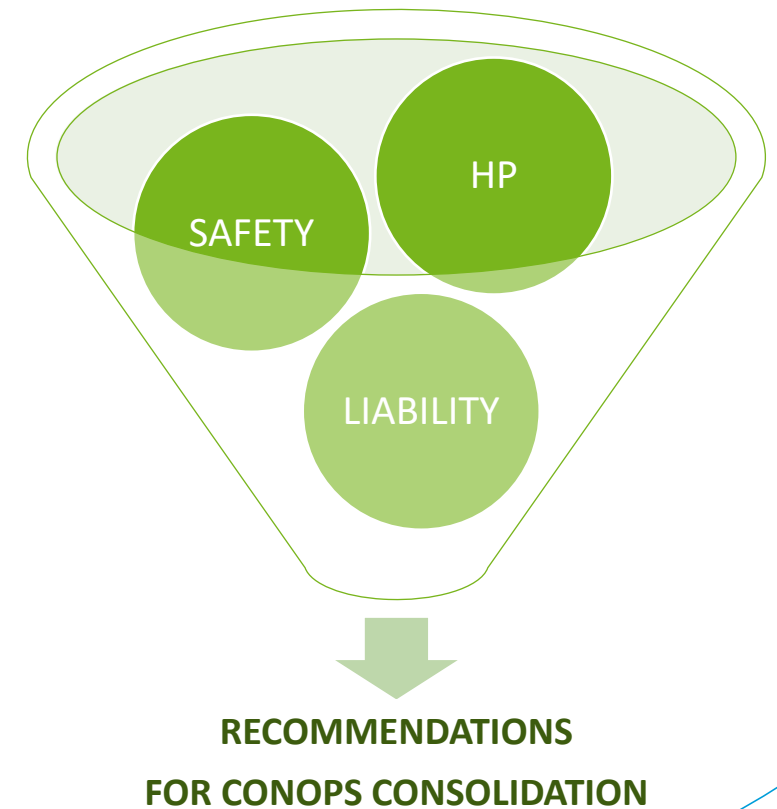 HP
SAFETY
LIABILITY
RECOMMENDATIONS
FOR CONOPS CONSOLIDATION